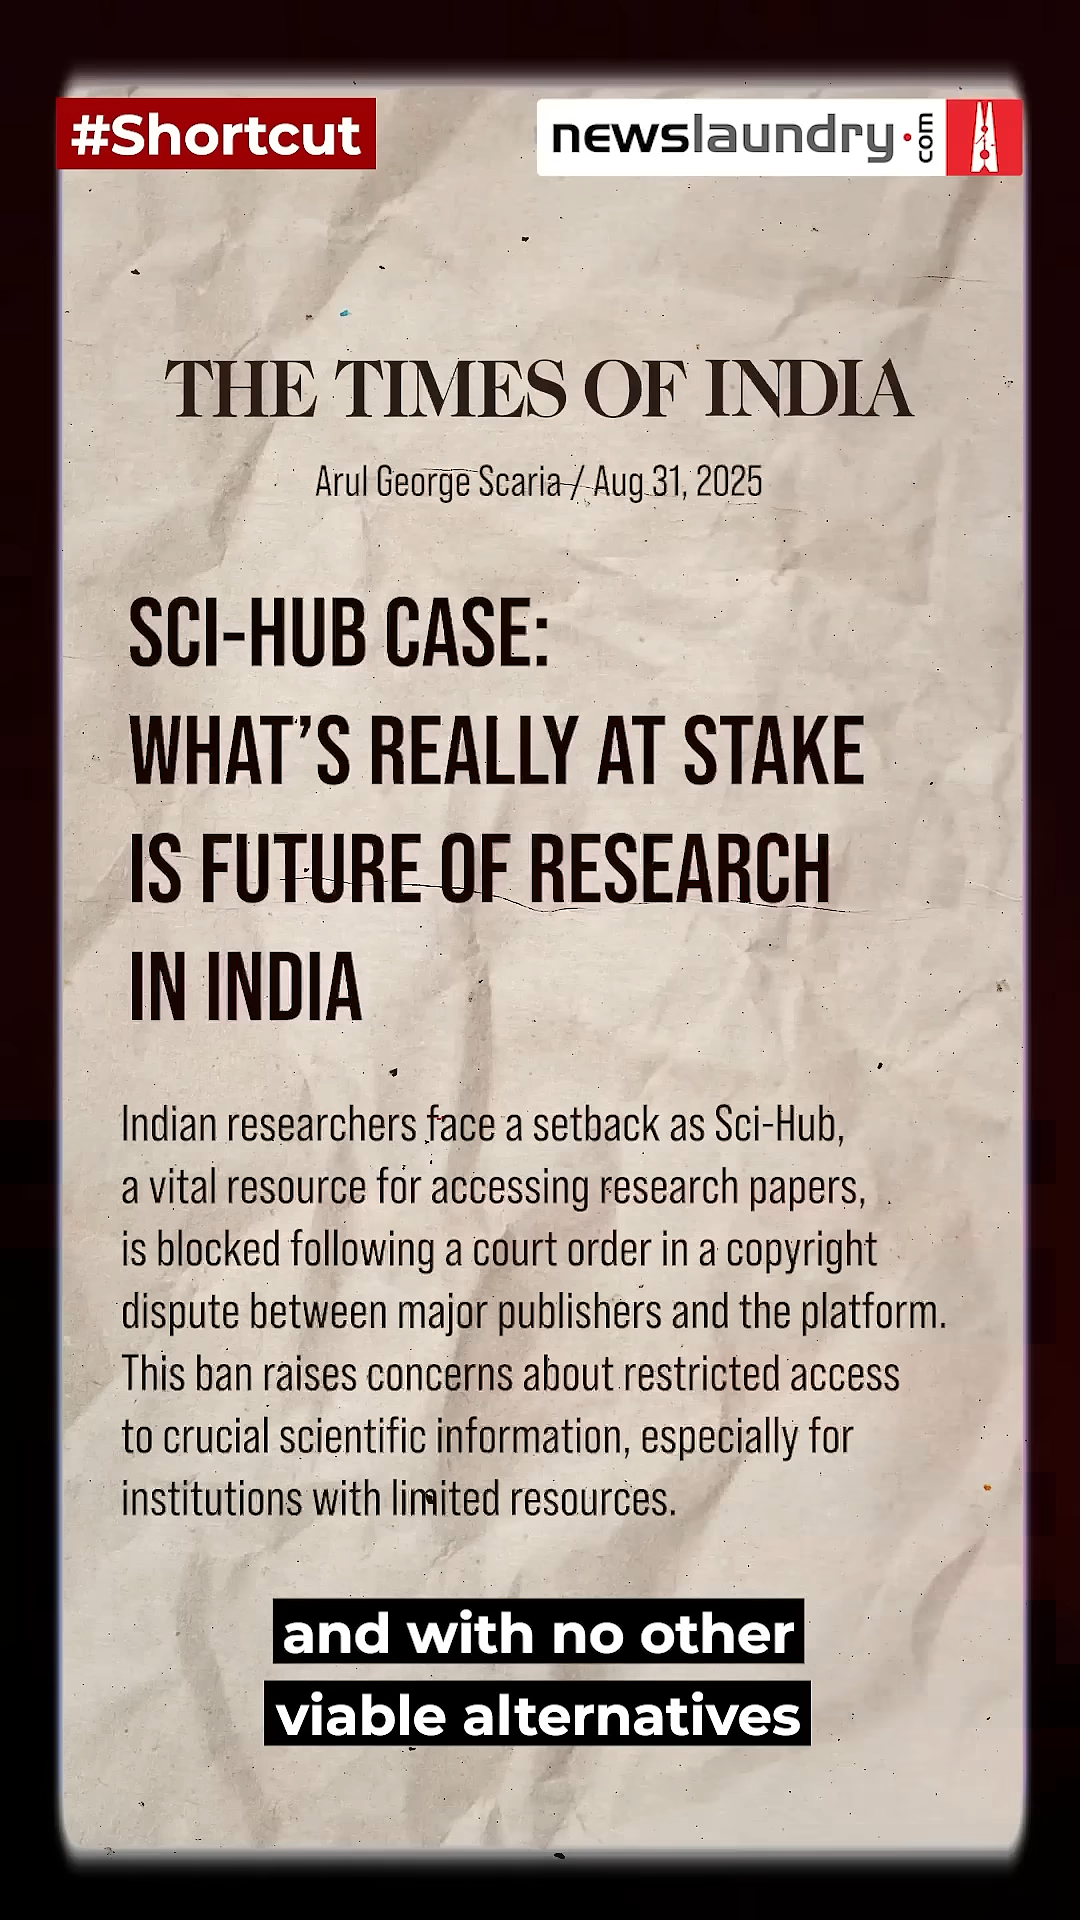 #Shortcut
newslaundry.com
THE TIMES OF INDIA
Arul George Scaria / Aug 31, 2025
SCI-HUB CASE:
WHAT'S REALLY AT STAKE
IS FUTURE OF RESEARCH
IN INDIA
Indian researchers face a setback as Sci-Hub,
a vital resource for accessing research papers,
is blocked following a court order in a copyright
dispute between major publishers and the platform.
This ban raises concerns about restricted access
to crucial scientific information, especially for
institutions with limited resources.
and with no other
viable alternatives